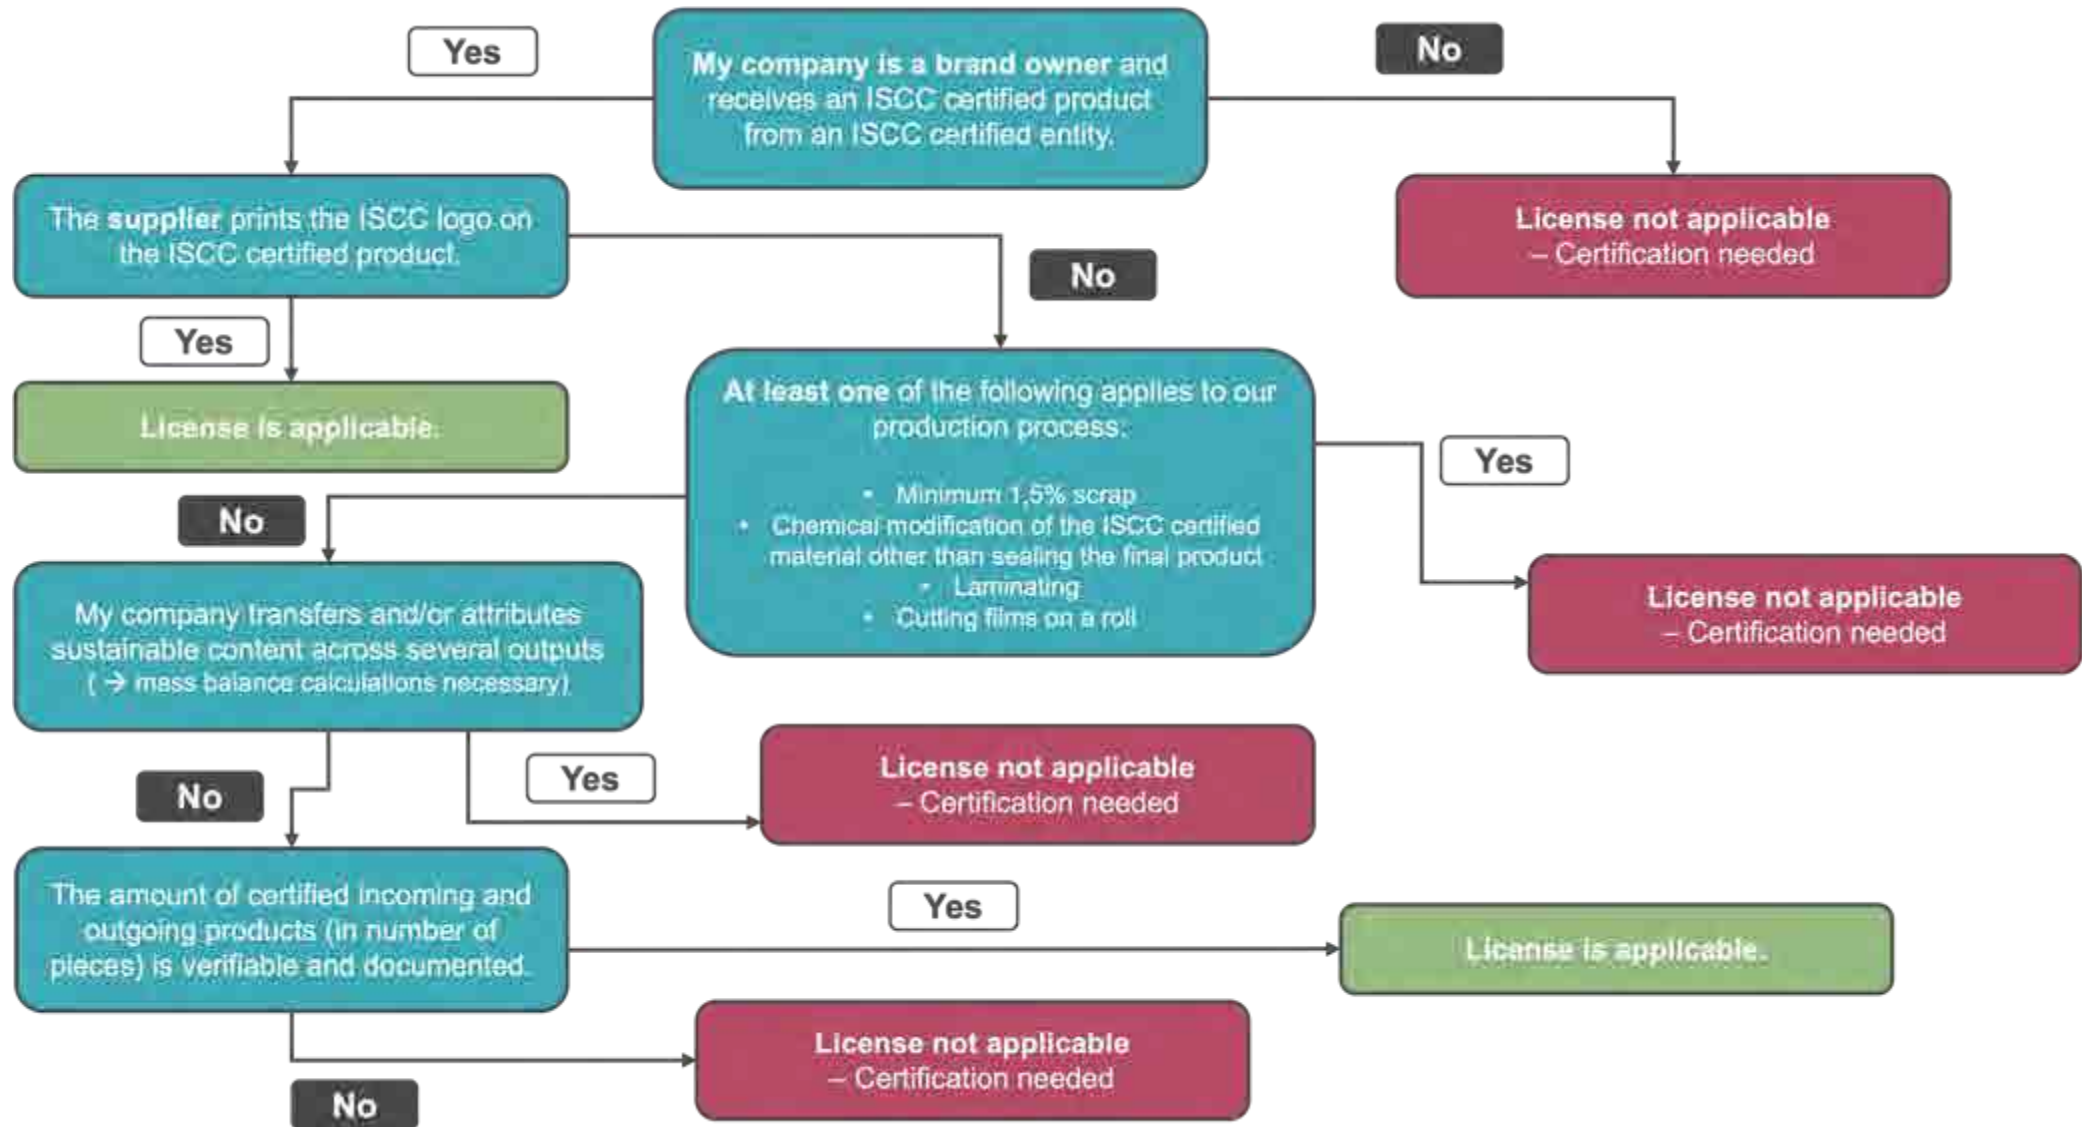 Yes
My company is a brand owner and
receives an ISCC certified product
from an ISCC certified entity.
No
The supplier prints the ISCC logo on
the ISCC certified product.
License not applicable
– Certification needed
No
Yes
License is applicable.
At least one of the following applies to our
production process:
• Minimum 1,5% scrap
• Chemical modification of the ISCC certified
material other than sealing the final product
• Laminating
• Cutting films on a roll
Yes
License not applicable
– Certification needed
No
My company transfers and/or attributes
sustainable content across several outputs
( → mass balance calculations necessary)
Yes
License not applicable
– Certification needed
No
The amount of certified incoming and
outgoing products (in number of
pieces) is verifiable and documented.
Yes
License is applicable.
No
License not applicable
– Certification needed